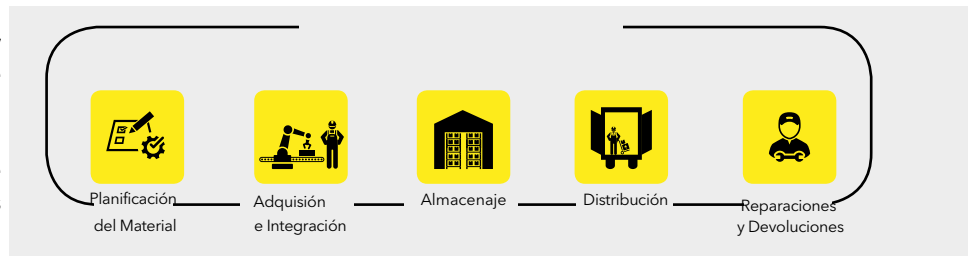 Planificación
del Material
Adquisión
e Integración
Almacenaje
Distribución
Reparaciones
y Devoluciones